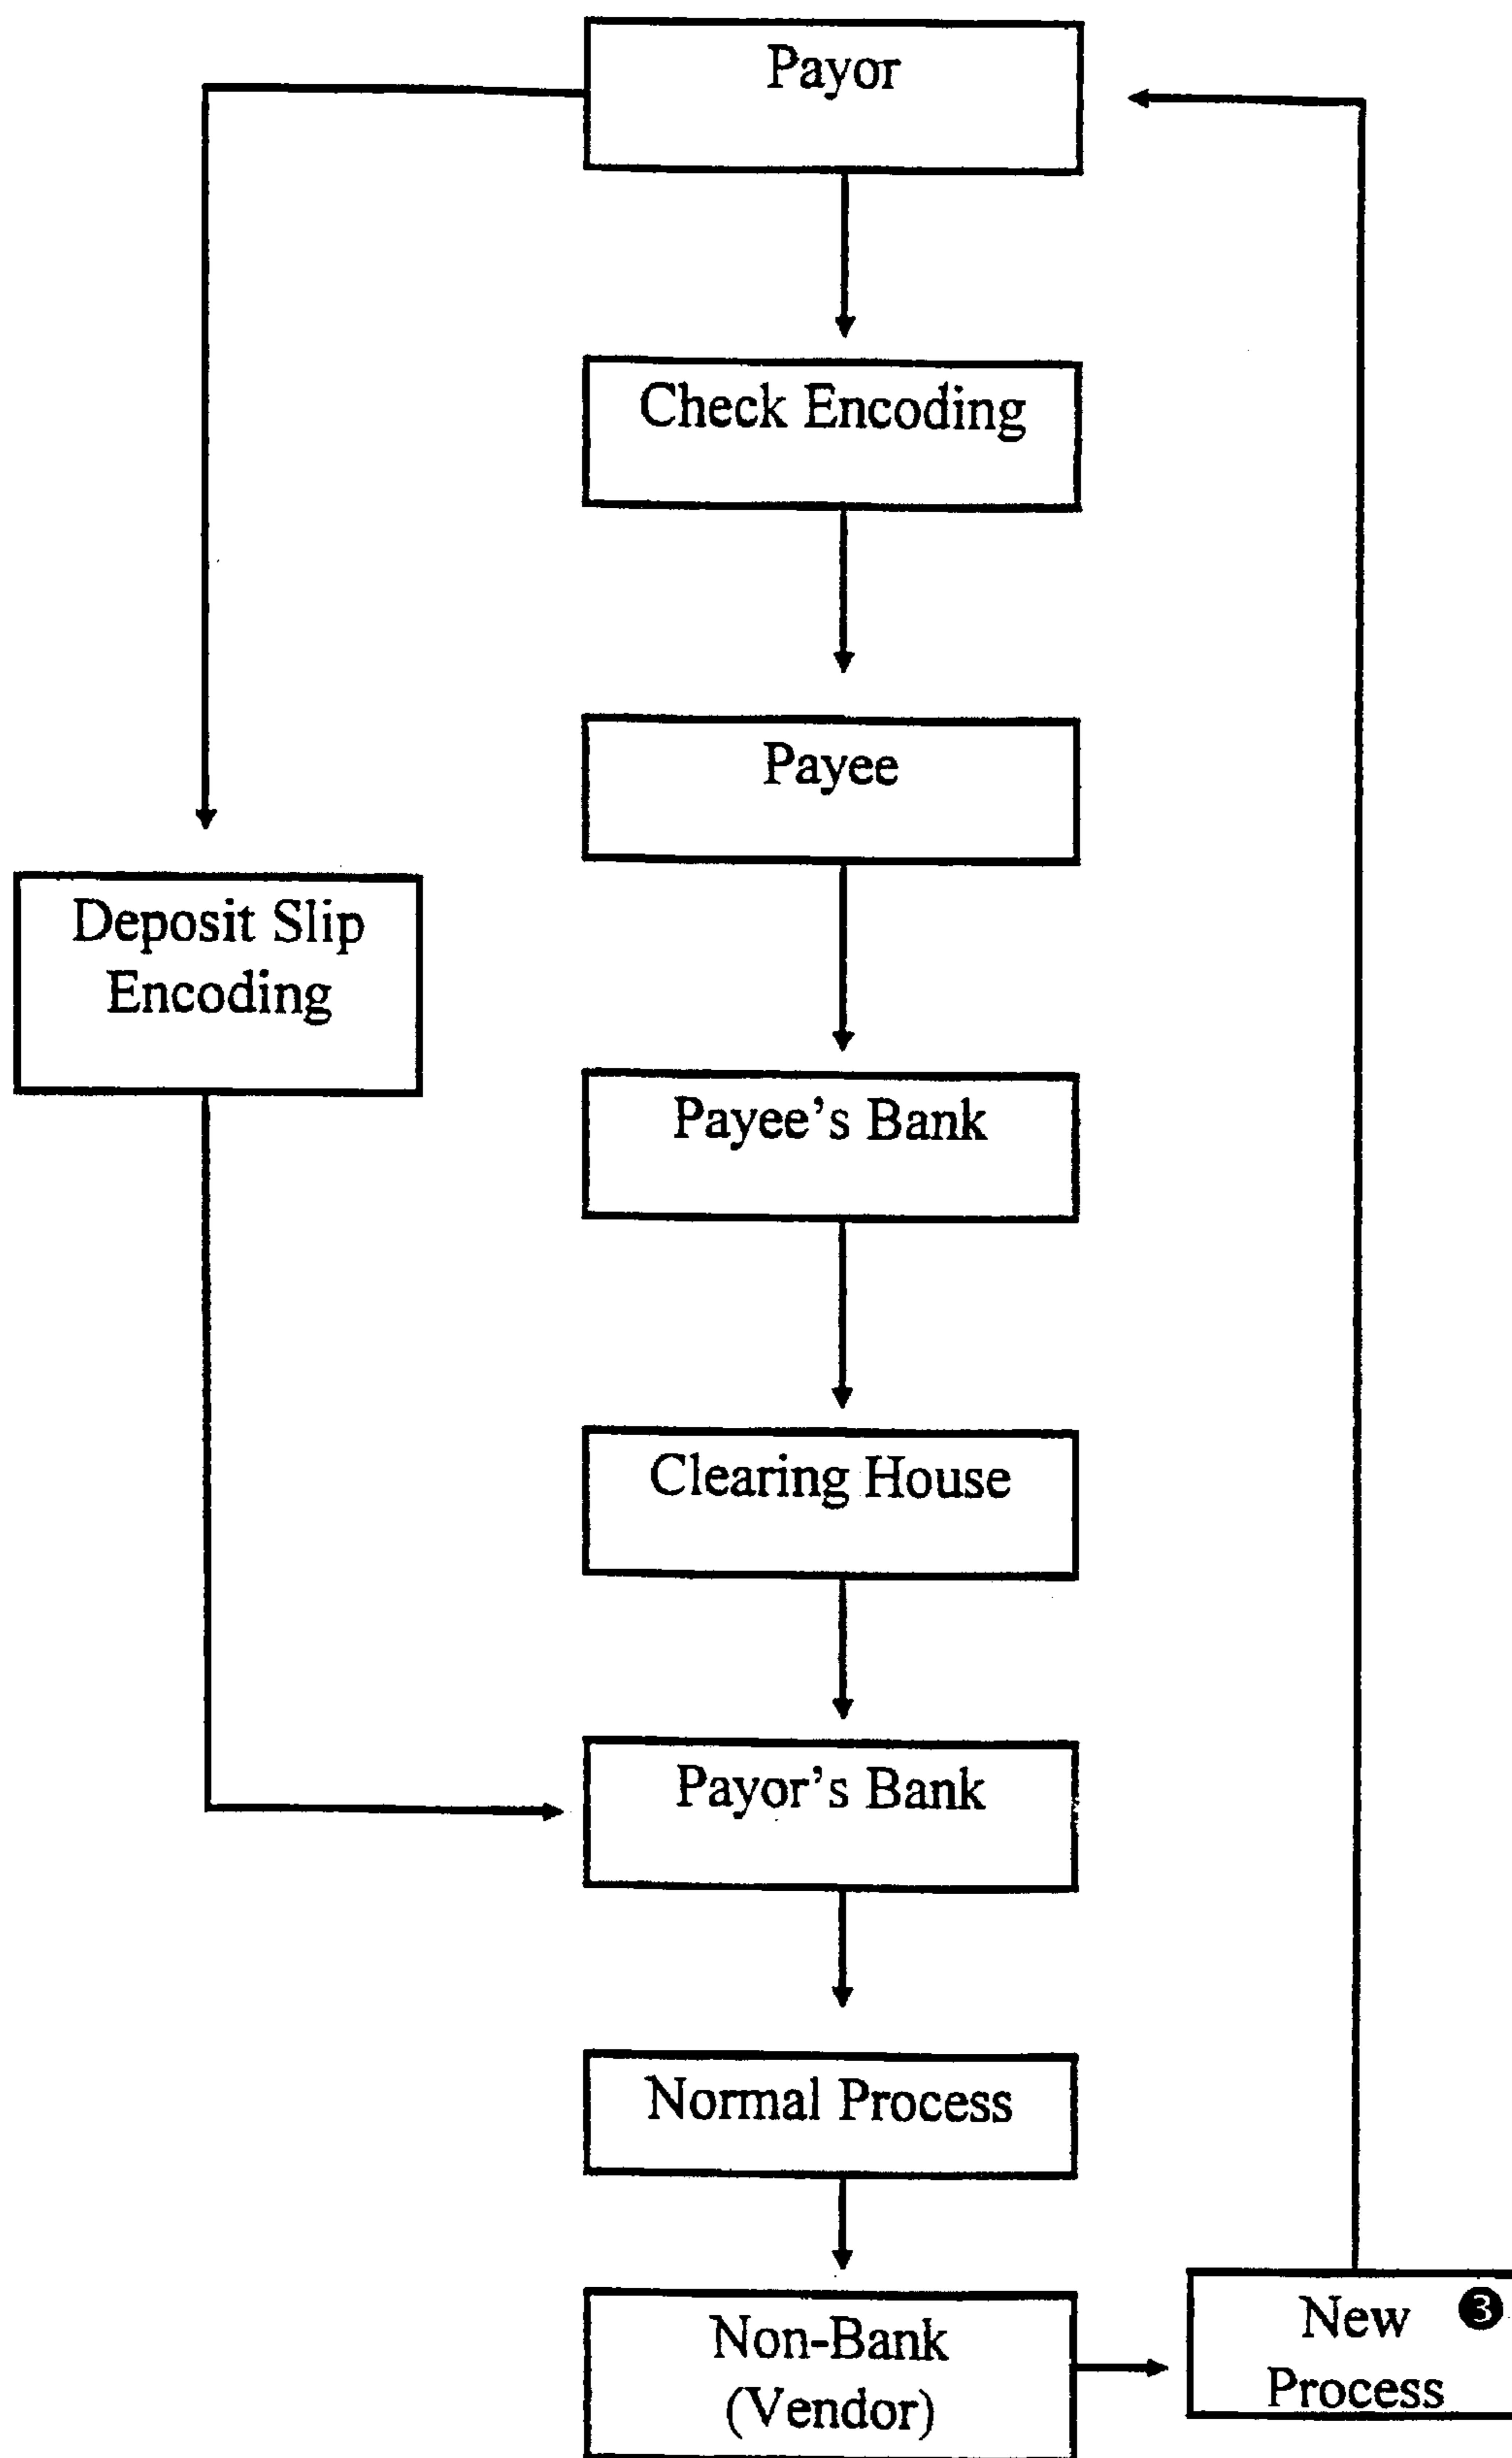 Payor
Check Encoding
Payee
Deposit Slip
Encoding
Payee's Bank
Clearing House
Payor's Bank
Normal Process
Non-Bank
(Vendor)
New ❸
Process